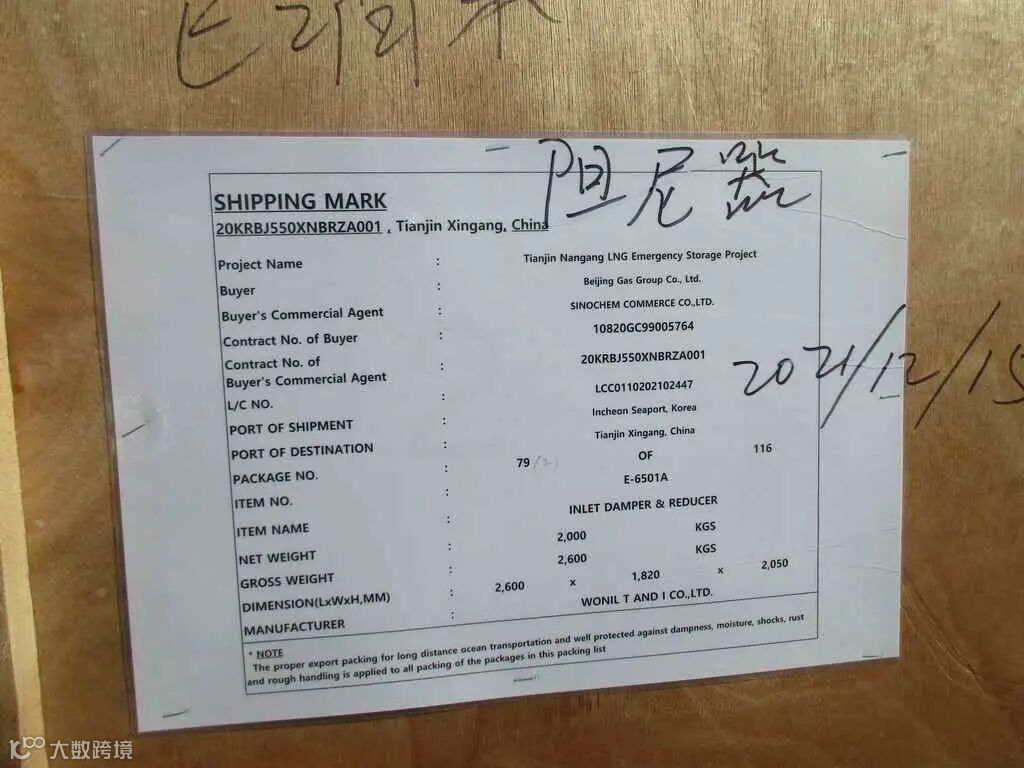 阻尼器
SHIPPING MARK
20KRBJ550XNBRZA001 , Tianjin Xingang, China
Project Name : Tianjin Nangang LNG Emergency Storage Project
Buyer : Beijing Gas Group Co., Ltd.
Buyer's Commercial Agent : SINOCHEM COMMERCE CO.,LTD.
Contract No. of Buyer : 10820GC99005764
Contract No. of
Buyer's Commercial Agent : 20KRBJ550XNBRZA001
L/C NO. : LCC0110202102447
PORT OF SHIPMENT : Incheon Seaport, Korea
PORT OF DESTINATION : Tianjin Xingang, China
PACKAGE NO. : 79 (2) OF 116
ITEM NO. : E-6501A
ITEM NAME : INLET DAMPER & REDUCER
NET WEIGHT : 2,000 KGS
GROSS WEIGHT : 2,600 KGS
DIMENSION(LxWxH,MM) : 2,600 x 1,820 x 2,050
MANUFACTURER : WONIL T AND I CO.,LTD.
2021/12/15
* NOTE
The proper export packing for long distance ocean transportation and well protected against dampness, moisture, shocks, rust
and rough handling is applied to all packing of the packages in this packing list
大数跨境